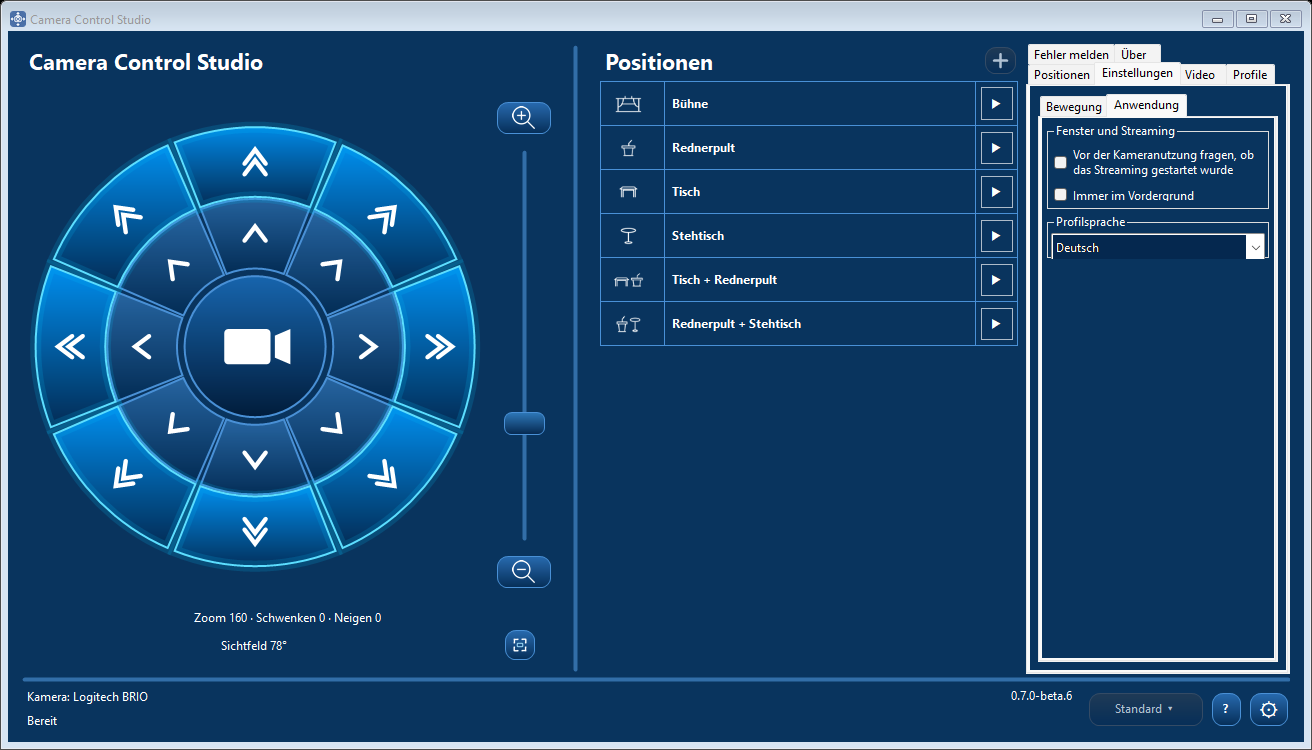 Camera Control Studio
Camera Control Studio
Zoom 160 · Schwenken 0 · Neigen 0
Sichtfeld 78°
Positionen
Bühne
Rednerpult
Tisch
Stehtisch
Tisch + Rednerpult
Rednerpult + Stehtisch
Fehler melden Über
Positionen Einstellungen Video Profile
Bewegung Anwendung
Fenster und Streaming
Vor der Kameranutzung fragen, ob
das Streaming gestartet wurde
Immer im Vordergrund
Profilsprache
Deutsch
Kamera: Logitech BRIO
Bereit
0.7.0-beta.6
Standard
?